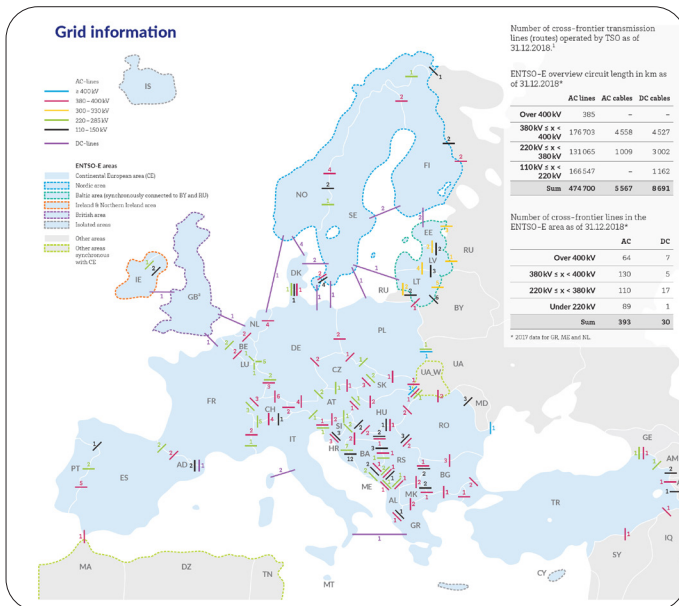 Grid information
AC-lines
≥ 400 kV
380–400 kV
300–330 kV
220–285 kV
110–150 kV
DC-lines
ENTSO-E areas
Continental European area (CE)
Nordic area
Baltic area (synchronously connected to BY and RU)
Ireland & Northern Ireland area
British area
Isolated areas
Other areas
Other areas
synchronous
with CE
Number of cross-frontier transmission
lines (routes) operated by TSO as of
31.12.2018.¹
ENTSO-E overview circuit length in km as
of 31.12.2018*
AC lines AC cables DC cables
Over 400 kV 385 – –
380 kV ≤ x <
400 kV 176 703 4 558 4 527
220 kV ≤ x <
380 kV 131 065 1 009 3 002
110 kV ≤ x <
220 kV 166 547 – 1 162
Sum 474 700 5 567 8 691
Number of cross-frontier lines in the
ENTSO-E area as of 31.12.2018*
AC DC
Over 400 kV 64 7
380 kV ≤ x < 400 kV 130 5
220 kV ≤ x < 380 kV 110 17
Under 220 kV 89 1
Sum 393 30
* 2017 data for GR, ME and NL
IS
NO
SE
FI
EE
LV
LT
RU
RU
BY
DK
IE
GB²
NL
BE
LU
DE
PL
UA
UA_W
CZ
SK
MD
FR
CH
AT
HU
RO
SI
HR
IT
BA
RS
ME
BG
AL
MK
GR
PT
ES
AD
TR
GE
AM
IQ
SY
CY
MT
MA
DZ
TN